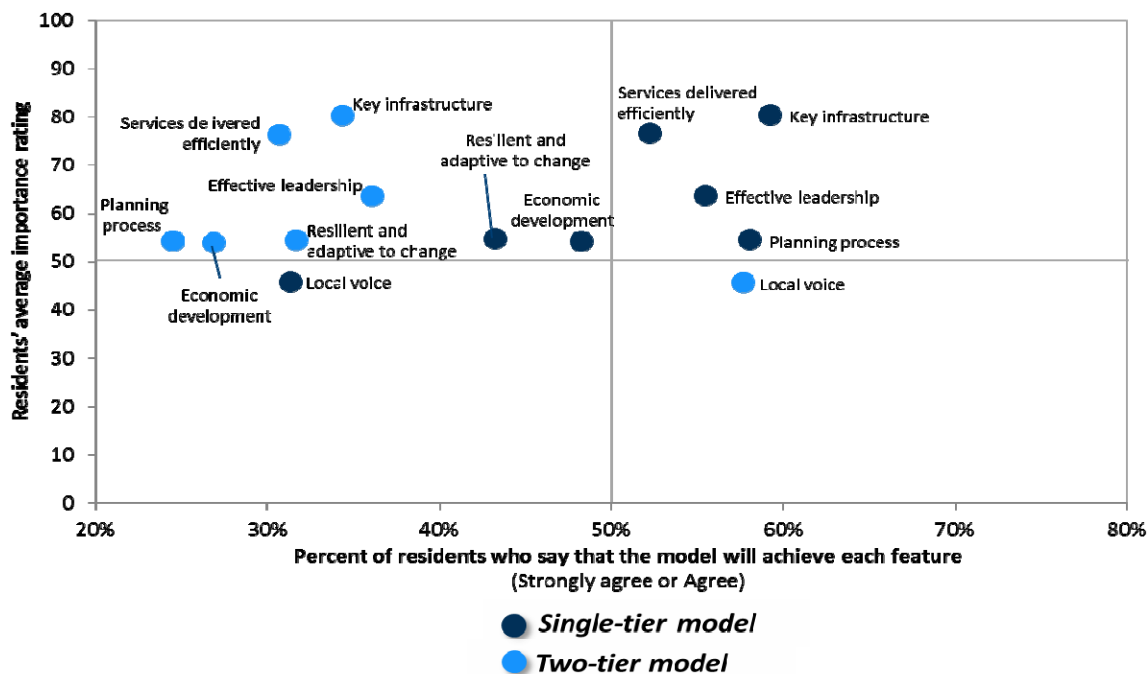 Residents' average importance rating
100
90
80
70
60
50
40
30
20
10
0
Key infrastructure
Services de ivered
efficiently
Effective leadership
Planning
process
Resilient and
adaptive to change
Economic
development
Local voice
Resilient and
adaptive to change
Economic
development
Services delivered
efficiently
Key infrastructure
Effective leadership
Planning process
Local voice
20%
30%
40%
50%
60%
70%
80%
Percent of residents who say that the model will achieve each feature
(Strongly agree or Agree)
Single-tier model
Two-tier model